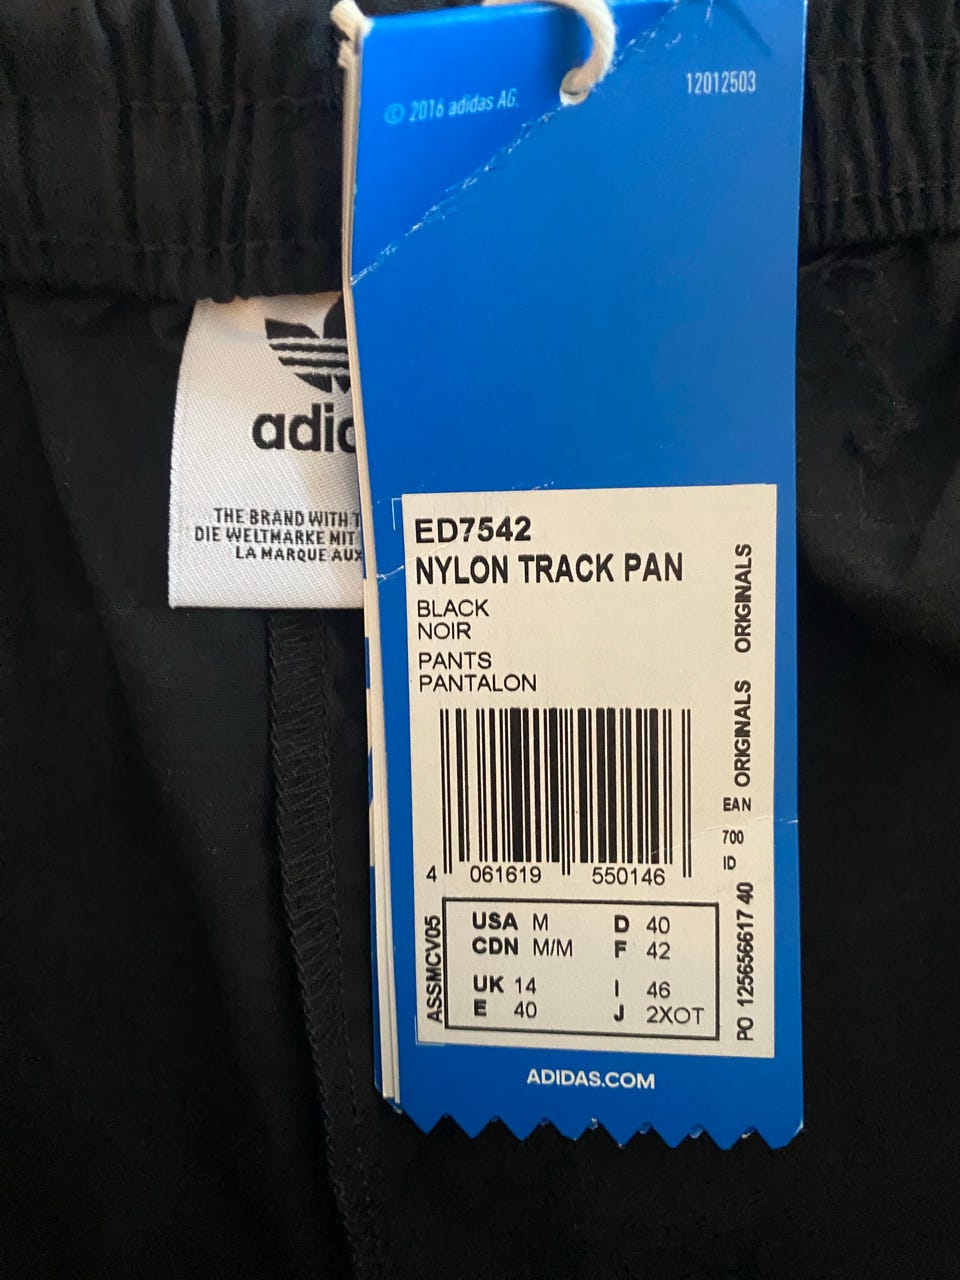 © 2016 adidas AG.
12012503
adid
THE BRAND WITH
DIE WELTMARKE MIT
LA MARQUE AUX
ED7542
NYLON TRACK PAN
BLACK
NOIR
PANTS
PANTALON
ORIGINALS ORIGINALS
EAN
700
ID
PO 125656617 40
4 061619 550146
ASSMCV05
USA M D 40
CDN M/M F 42
UK 14 I 46
E 40 J 2XOT
ADIDAS.COM